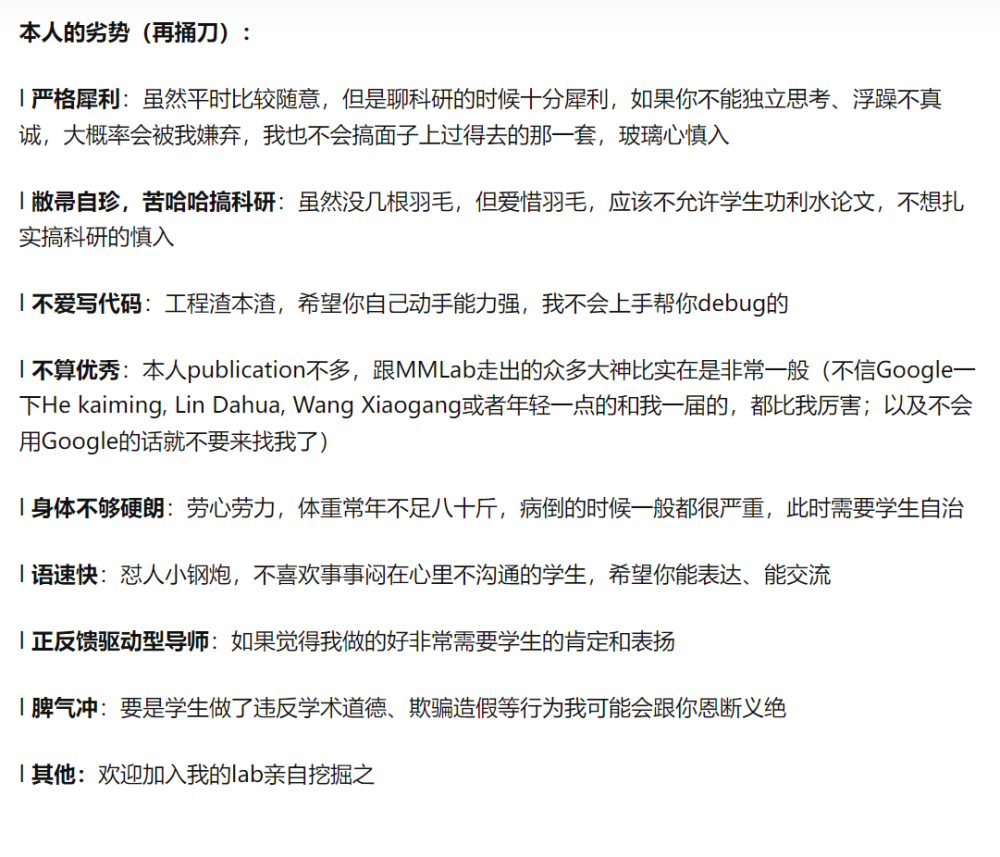 本人的劣势（再捅刀）：
l 严格犀利：虽然平时比较随意，但是聊科研的时候十分犀利，如果你不能独立思考、浮躁不真
诚，大概率会被我嫌弃，我也不会搞面子上过得去的那一套，玻璃心慎入
l 敝帚自珍，苦哈哈搞科研：虽然没几根羽毛，但爱惜羽毛，应该不允许学生功利水论文，不想扎
实搞科研的慎入
l 不爱写代码：工程渣本渣，希望你自己动手能力强，我不会上手帮你debug的
l 不算优秀：本人publication不多，跟MMLab走出的众多大神比实在是非常一般（不信Google一
下He kaiming, Lin Dahua, Wang Xiaogang或者年轻一点的和我一届的，都比我厉害；以及不会
用Google的话就不要来找我了）
l 身体不够硬朗：劳心劳力，体重常年不足八十斤，病倒的时候一般都很严重，此时需要学生自治
l 语速快：怼人小钢炮，不喜欢事事闷在心里不沟通的学生，希望你能表达、能交流
l 正反馈驱动型导师：如果觉得我做的好非常需要学生的肯定和表扬
l 脾气冲：要是学生做了违反学术道德、欺骗造假等行为我可能会跟你恩断义绝
l 其他：欢迎加入我的lab亲自挖掘之